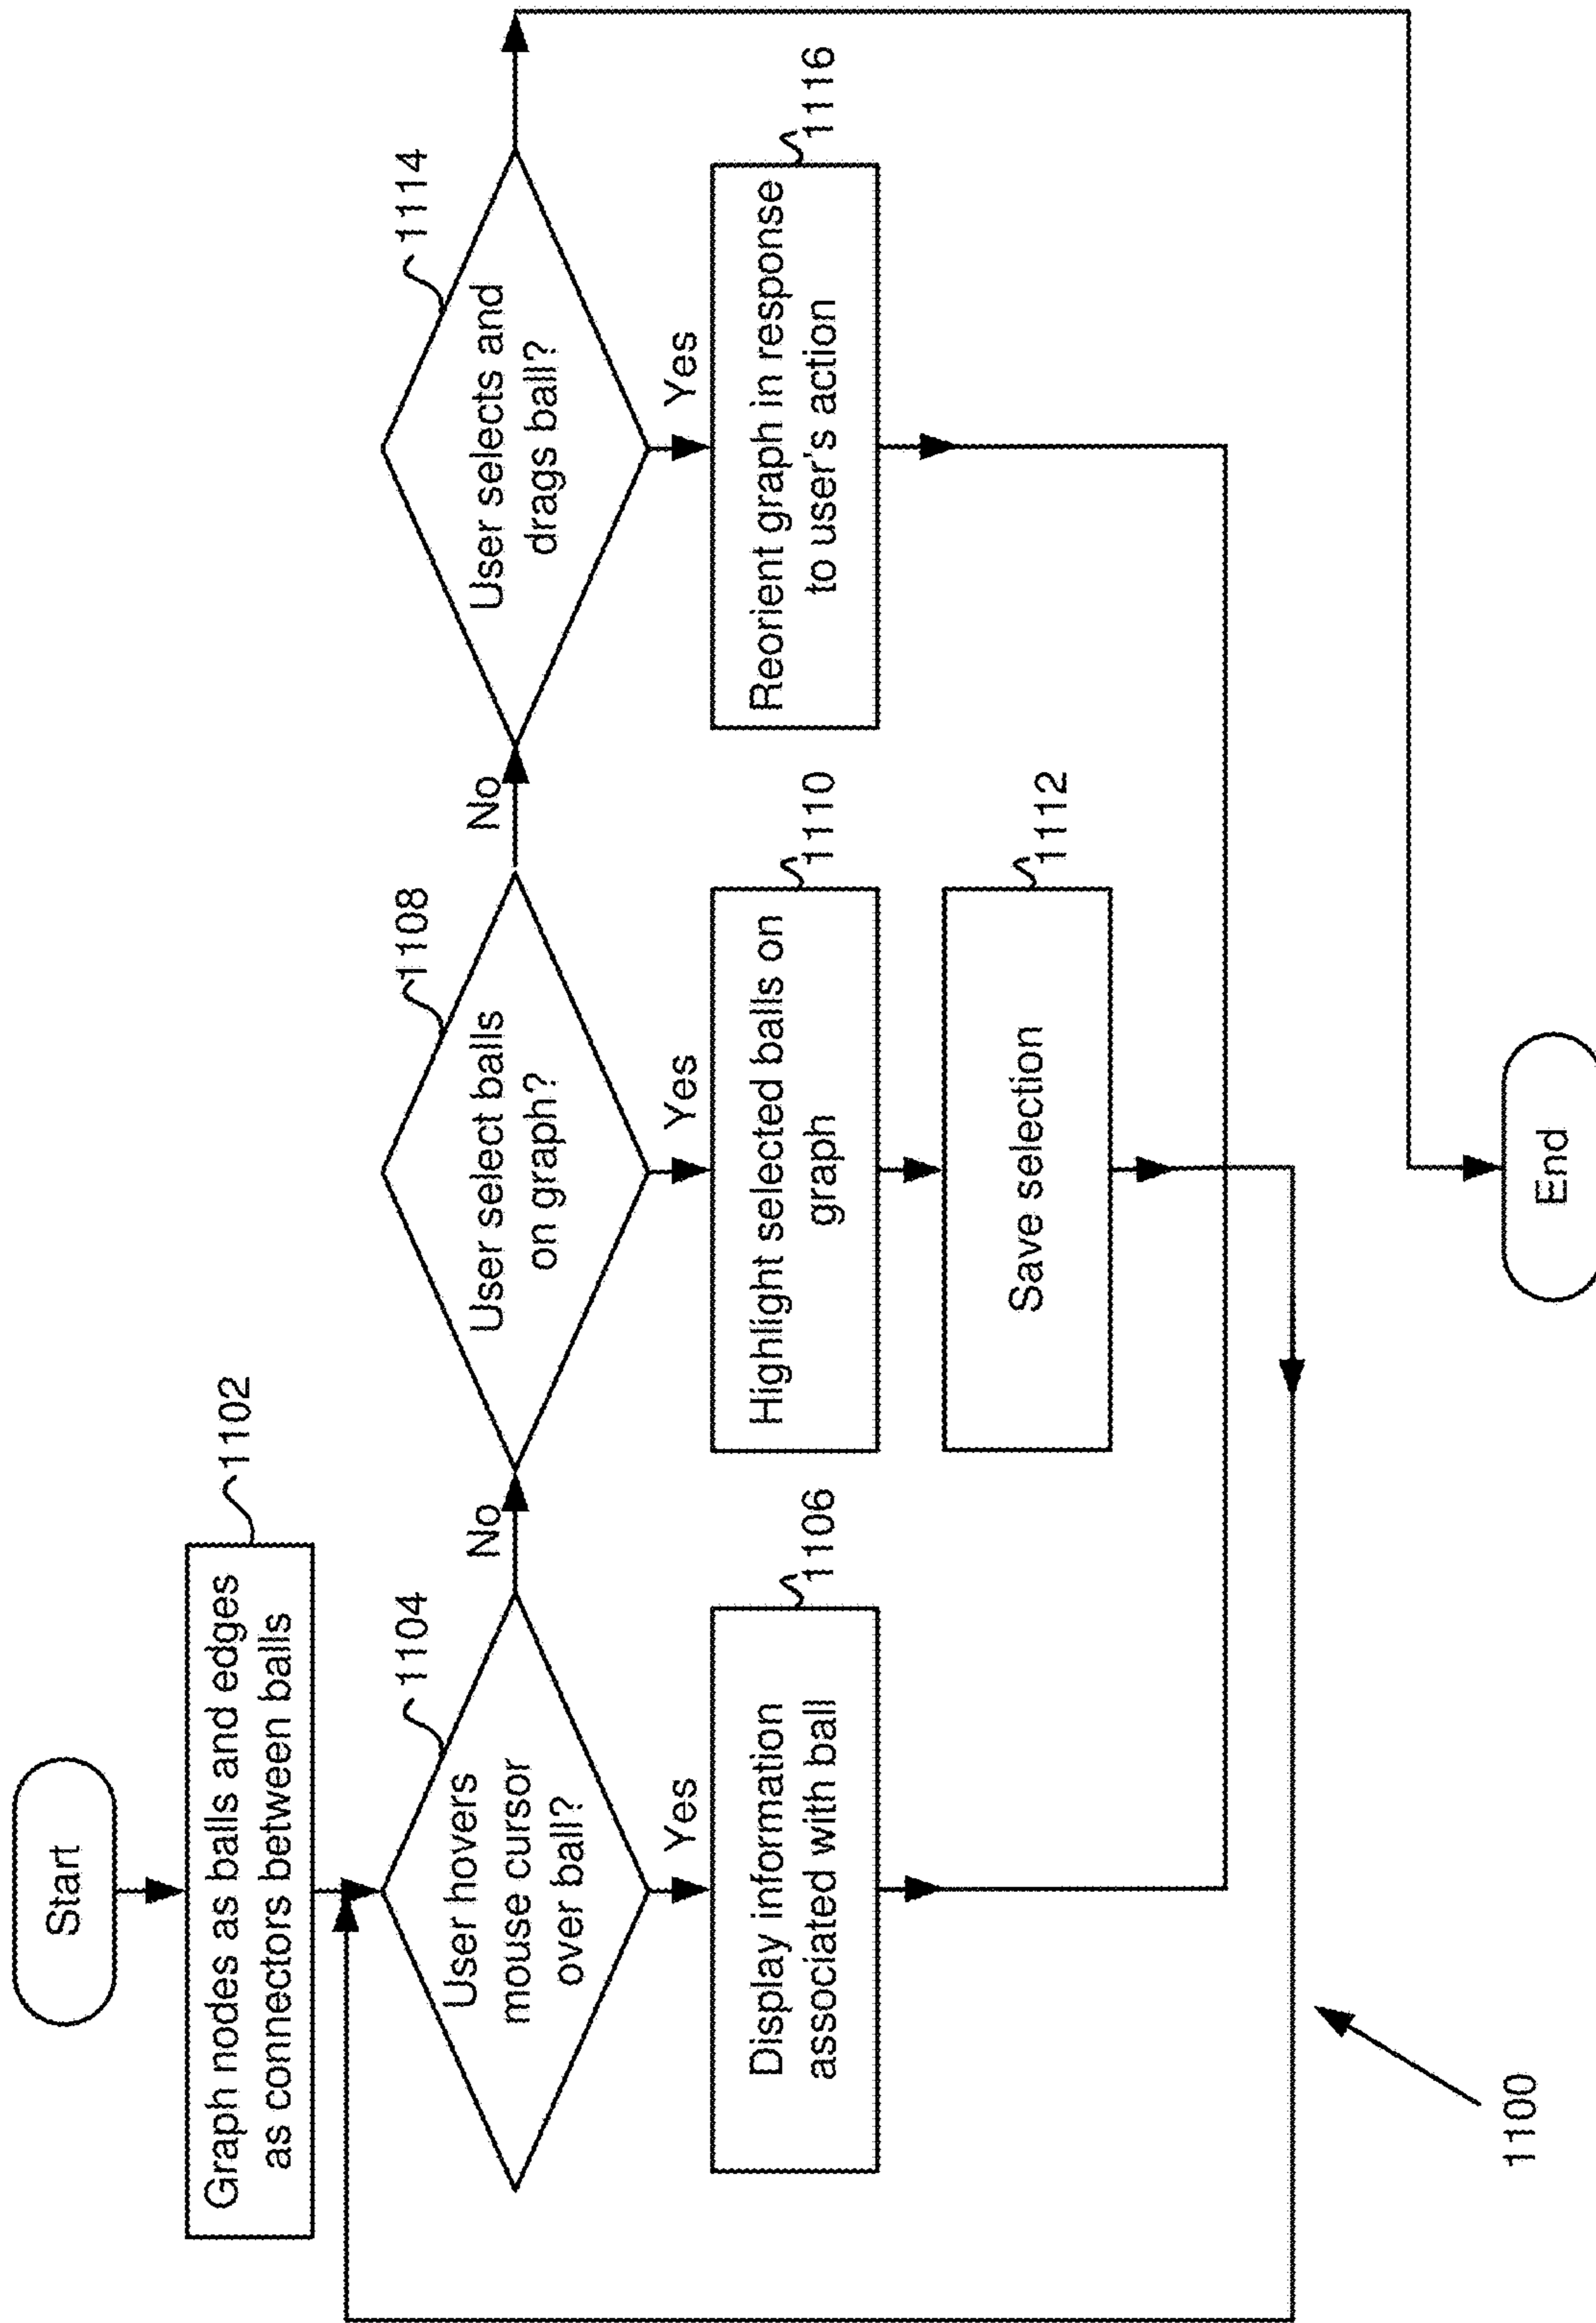 Start
1102
Graph nodes as balls and edges
as connectors between balls
1104
User hovers
mouse cursor
over ball?
No
1108
User select balls
on graph?
No
1114
User selects and
drags ball?
Yes
1106
Display information
associated with ball
Yes
1110
Highlight selected balls on
graph
1112
Save selection
Yes
1116
Reorient graph in response
to user's action
1100
End